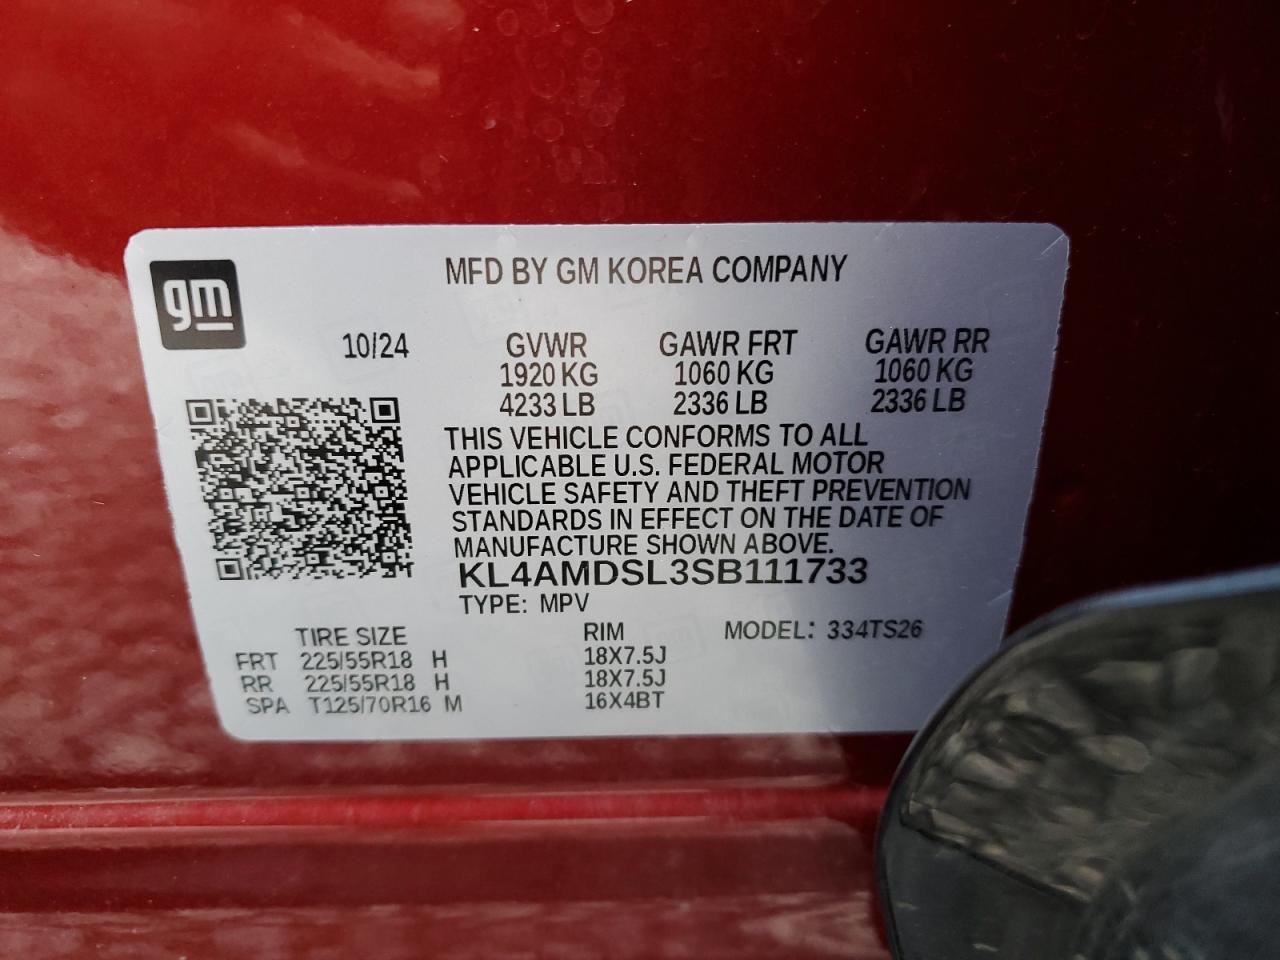 gm
MFD BY GM KOREA COMPANY
10/24 GVWR GAWR FRT GAWR RR
1920 KG 1060 KG 1060 KG
4233 LB 2336 LB 2336 LB
THIS VEHICLE CONFORMS TO ALL
APPLICABLE U.S. FEDERAL MOTOR
VEHICLE SAFETY AND THEFT PREVENTION
STANDARDS IN EFFECT ON THE DATE OF
MANUFACTURE SHOWN ABOVE.
KL4AMDSL3SB111733
TYPE: MPV
TIRE SIZE RIM MODEL: 334TS26
FRT 225/55R18 H 18X7.5J
RR 225/55R18 H 18X7.5J
SPA T125/70R16 M 16X4BT